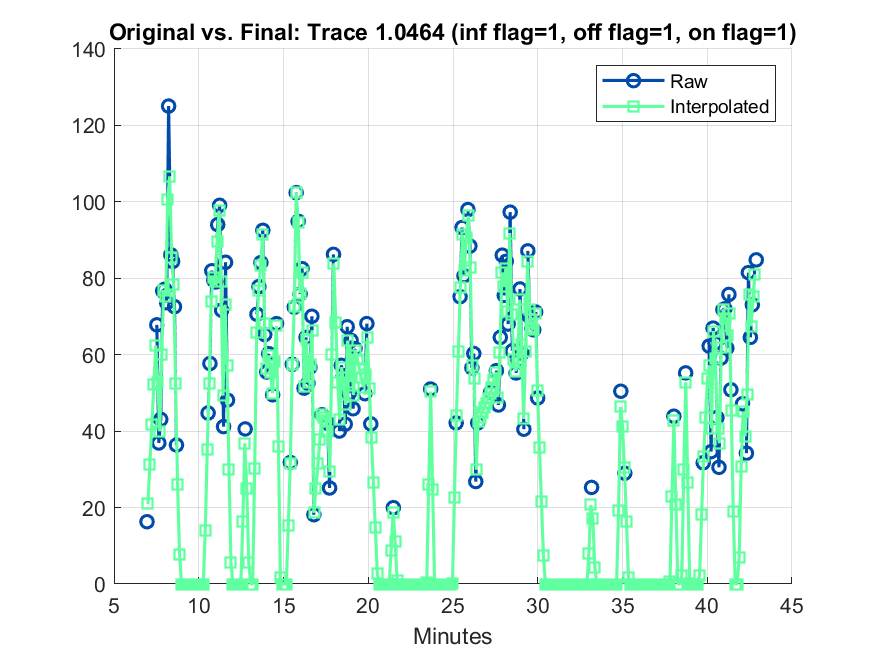 Original vs. Final: Trace 1.0464 (inf flag=1, off flag=1, on flag=1)
140
120
100
80
60
40
20
0
Raw
Interpolated
5 10 15 20 25 30 35 40 45
Minutes